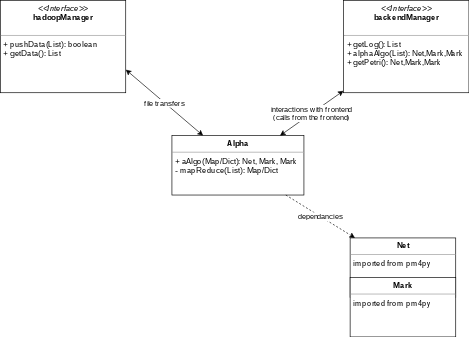 <<Interface>>
hadoopManager
+ pushData(List): boolean
+ getData(): List
<<Interface>>
backendManager
+ getLog(): List
+ alphaAlgo(List): Net,Mark,Mark
+ getPetri(): Net,Mark,Mark
file transfers
interactions with frontend
(calls from the frontend)
Alpha
+ aAlgo(Map/Dict): Net, Mark, Mark
- mapReduce(List): Map/Dict
dependancies
Net
imported from pm4py
Mark
imported from pm4py